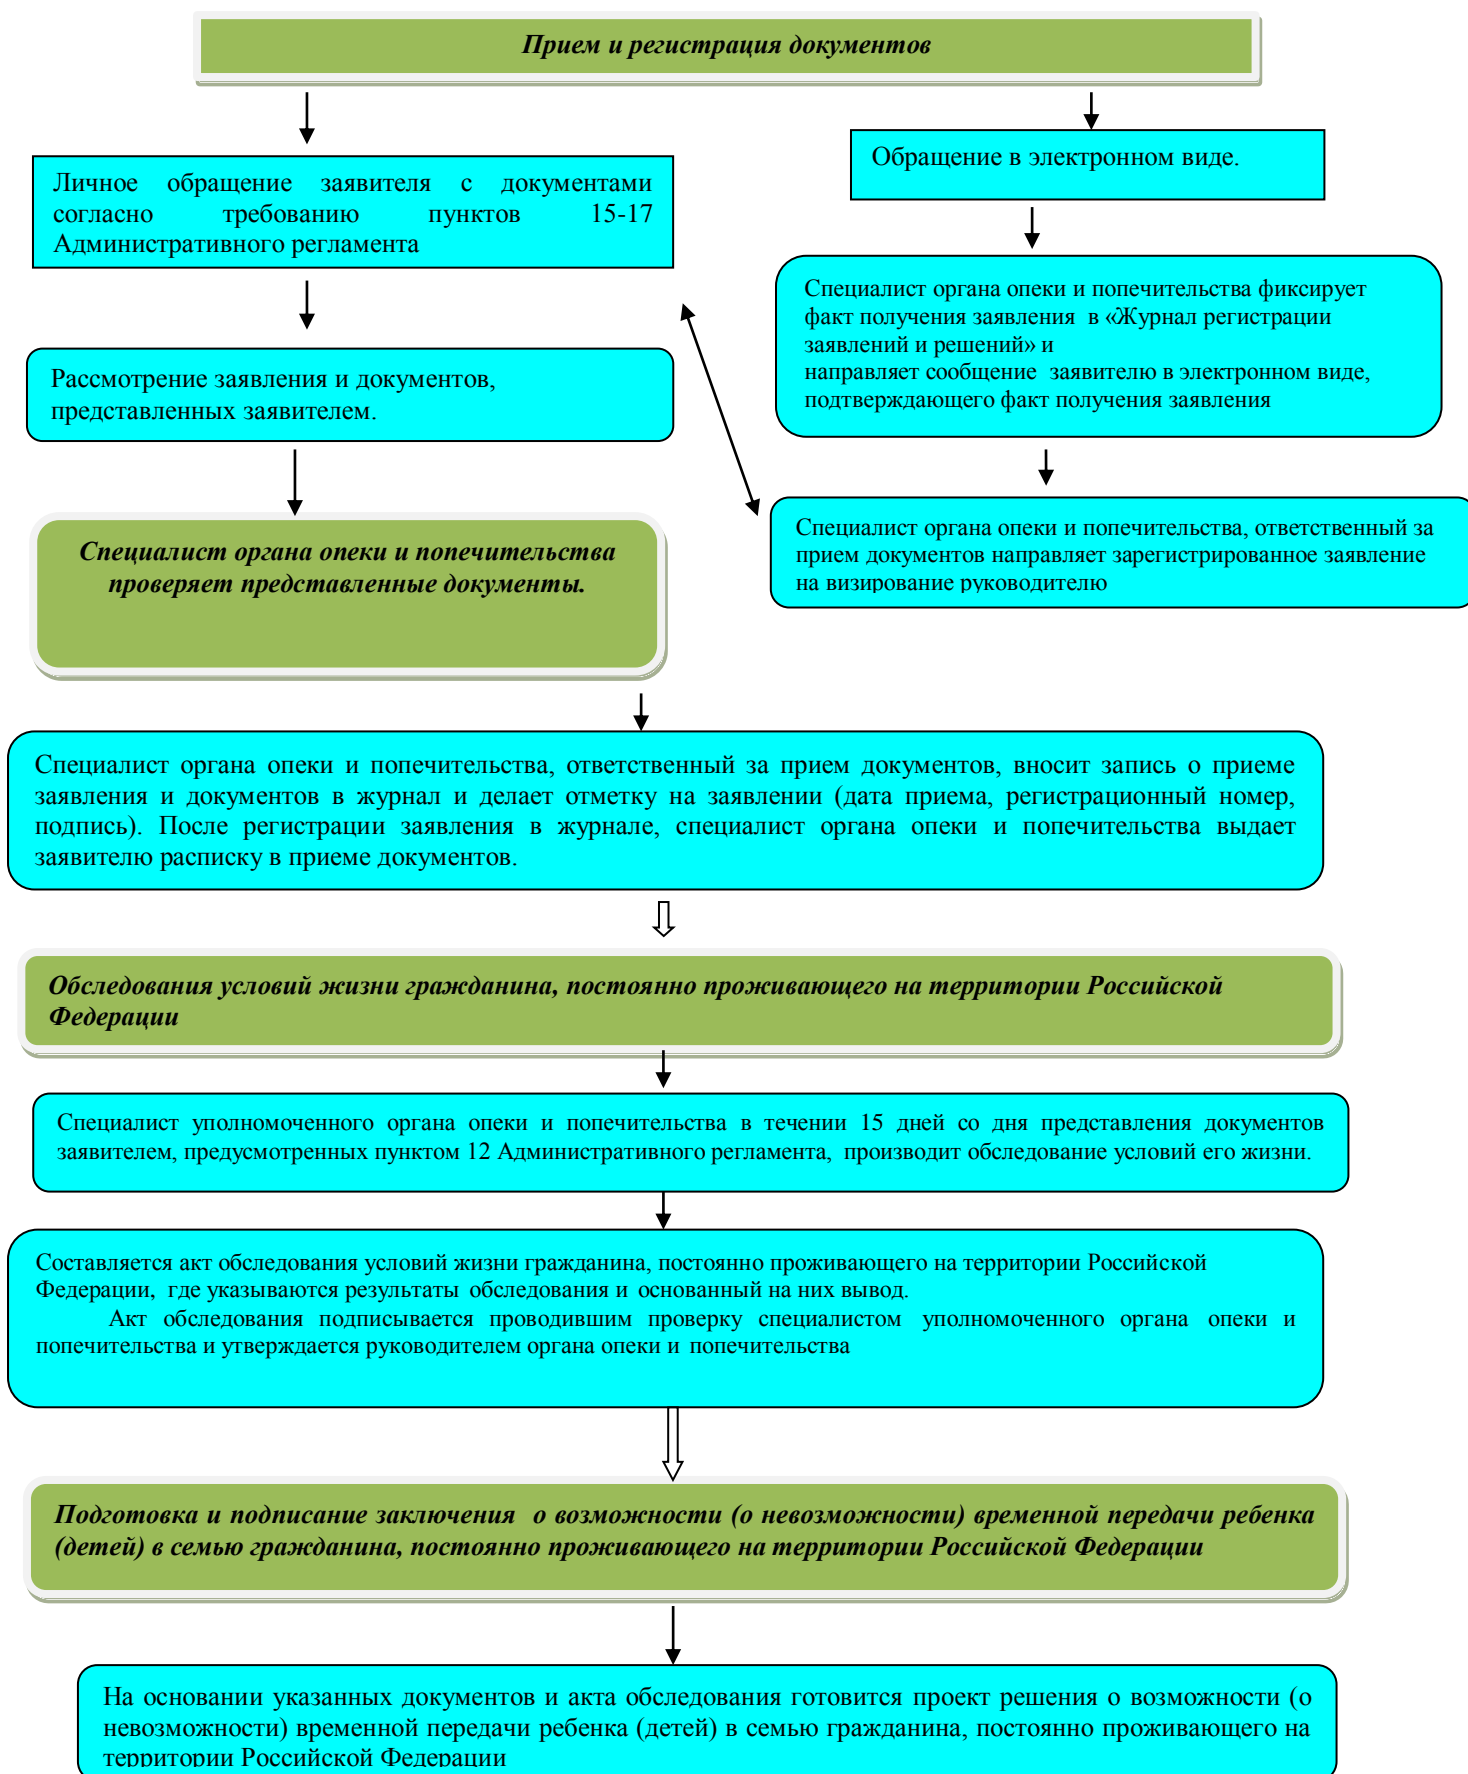 Прием и регистрация документов
Обращение в электронном виде.
Личное обращение заявителя с документами
согласно требованию пунктов 15-17
Административного регламента
Специалист органа опеки и попечительства фиксирует
факт получения заявления в «Журнал регистрации
заявлений и решений» и
направляет сообщение заявителю в электронном виде,
подтверждающего факт получения заявления
Рассмотрение заявления и документов,
представленных заявителем.
Специалист органа опеки и попечительства, ответственный за
прием документов направляет зарегистрированное заявление
на визирование руководителю
Специалист органа опеки и попечительства
проверяет представленные документы.
Специалист органа опеки и попечительства, ответственный за прием документов, вносит запись о приеме
заявления и документов в журнал и делает отметку на заявлении (дата приема, регистрационный номер,
подпись). После регистрации заявления в журнале, специалист органа опеки и попечительства выдает
заявителю расписку в приеме документов.
Обследования условий жизни гражданина, постоянно проживающего на территории Российской
Федерации
Специалист уполномоченного органа опеки и попечительства в течении 15 дней со дня представления документов
заявителем, предусмотренных пунктом 12 Административного регламента, производит обследование условий его жизни.
Составляется акт обследования условий жизни гражданина, постоянно проживающего на территории Российской
Федерации, где указываются результаты обследования и основанный на них вывод.
Акт обследования подписывается проводившим проверку специалистом уполномоченного органа опеки и
попечительства и утверждается руководителем органа опеки и попечительства
Подготовка и подписание заключения о возможности (о невозможности) временной передачи ребенка
(детей) в семью гражданина, постоянно проживающего на территории Российской Федерации
На основании указанных документов и акта обследования готовится проект решения о возможности (о
невозможности) временной передачи ребенка (детей) в семью гражданина, постоянно проживающего на
территории Российской Федерации